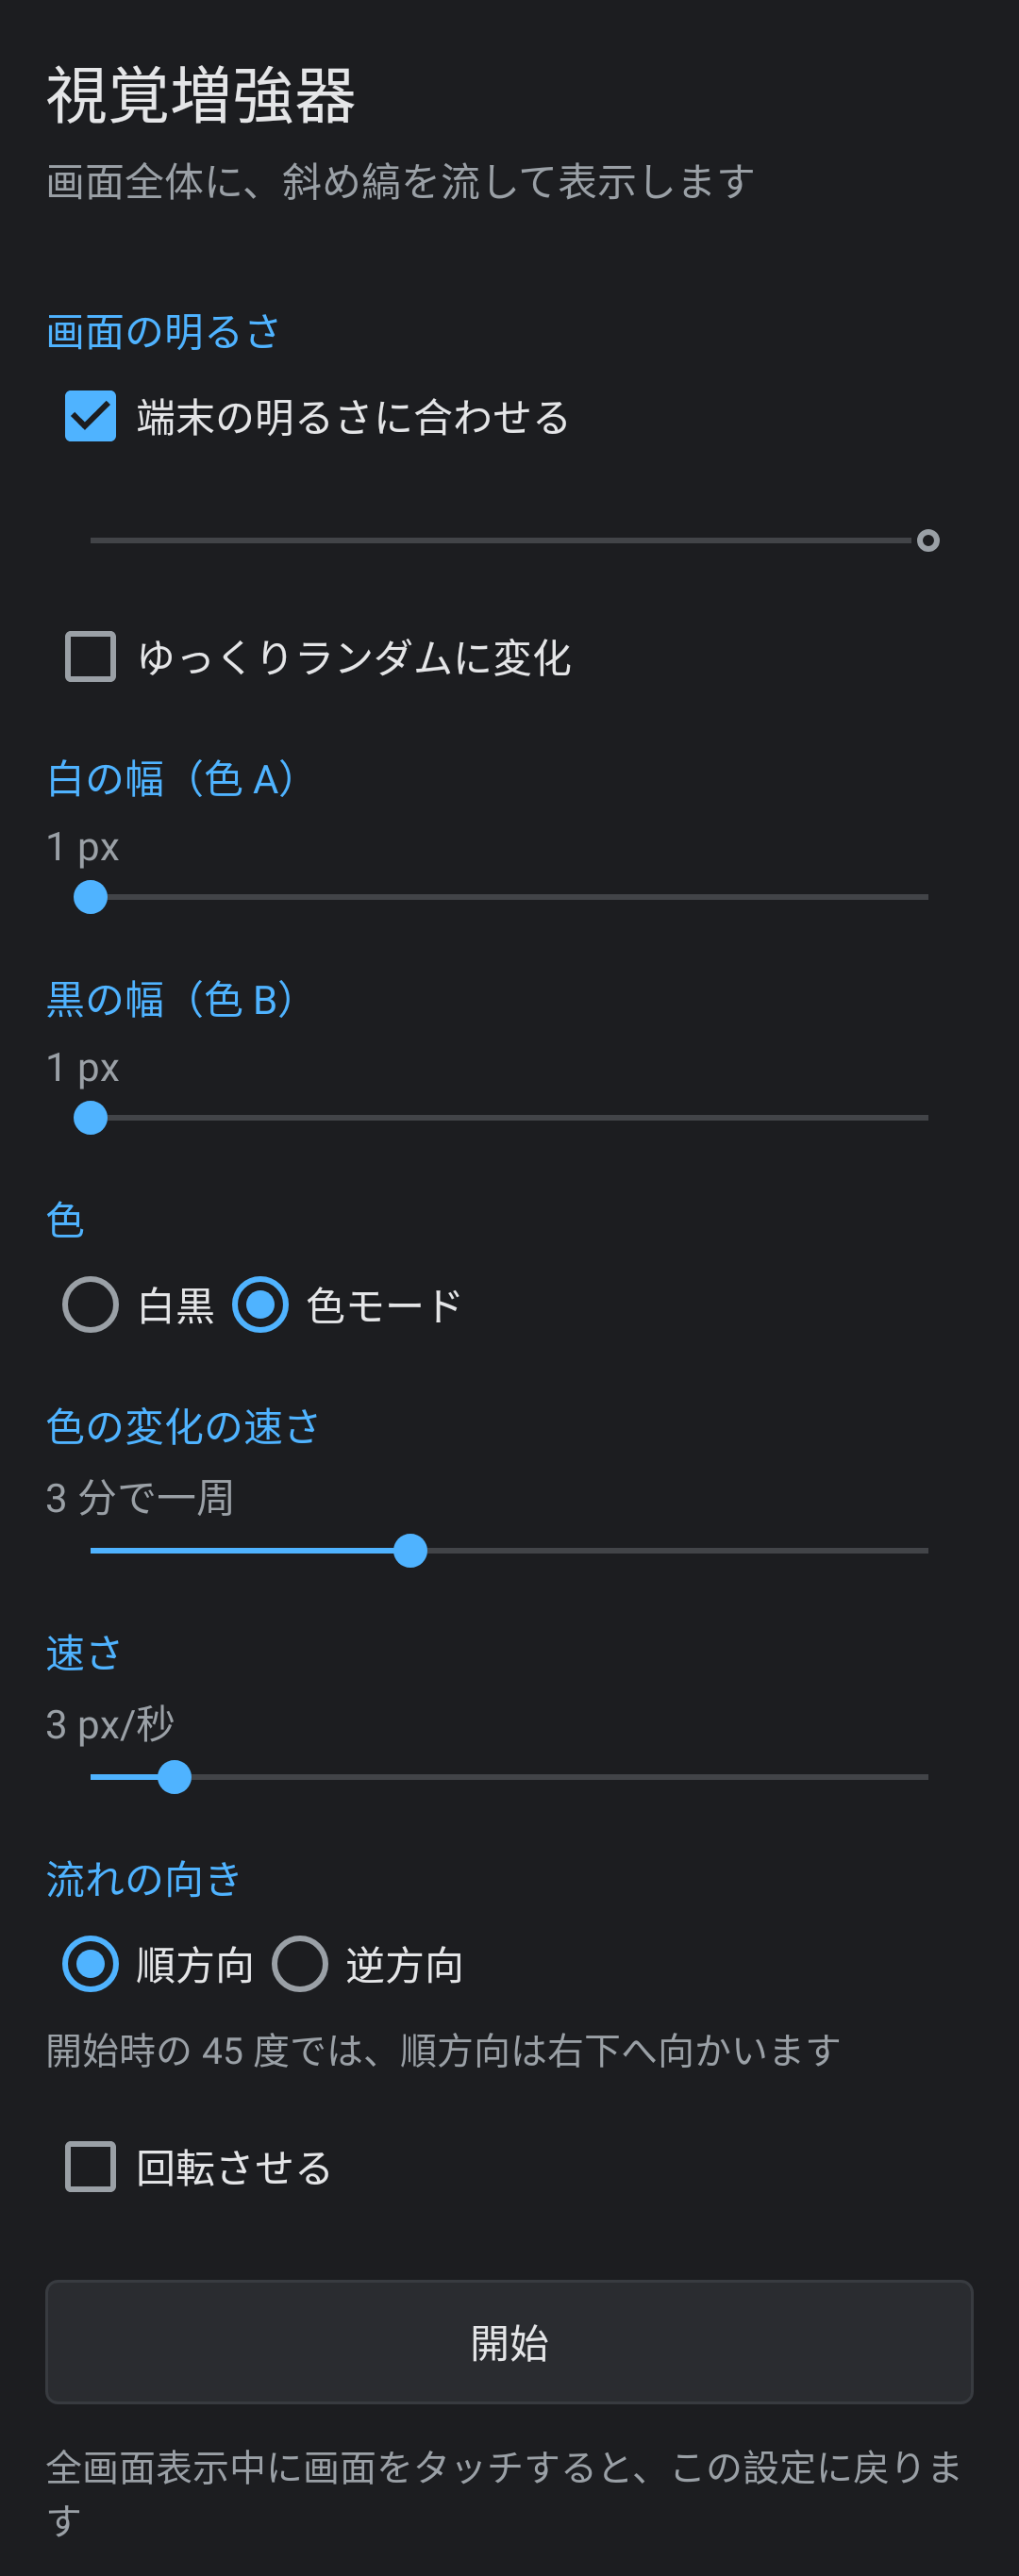 視覚増強器
画面全体に、斜め縞を流して表示します
画面の明るさ
端末の明るさに合わせる
ゆっくりランダムに変化
白の幅（色 A）
1 px
黒の幅（色 B）
1 px
色
白黒 色モード
色の変化の速さ
3 分で一周
速さ
3 px/秒
流れの向き
順方向 逆方向
開始時の 45 度では、順方向は右下へ向かいます
回転させる
開始
全画面表示中に画面をタッチすると、この設定に戻りま
す